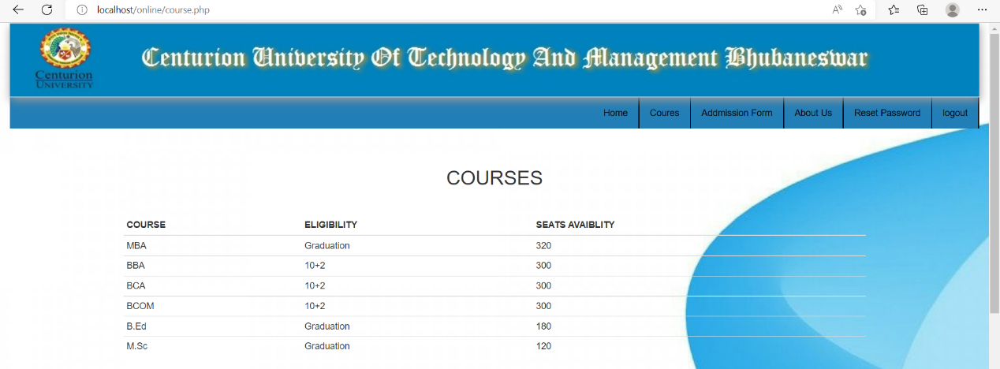 localhost/online/course.php
Centurion University Of Technology And Management Bhubaneswar
Centurion
UNIVERSITY
Home Coures Addmission Form About Us Reset Password logout
COURSES
COURSE ELIGIBILITY SEATS AVAIBLITY
MBA Graduation 320
BBA 10+2 300
BCA 10+2 300
BCOM 10+2 300
B.Ed Graduation 180
M.Sc Graduation 120